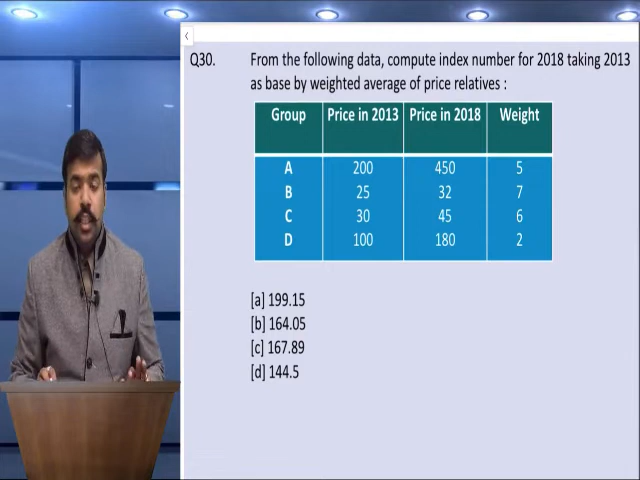 Q30. From the following data, compute index number for 2018 taking 2013
as base by weighted average of price relatives :
Group Price in 2013 Price in 2018 Weight
A 200 450 5
B 25 32 7
C 30 45 6
D 100 180 2
[a] 199.15
[b] 164.05
[c] 167.89
[d] 144.5